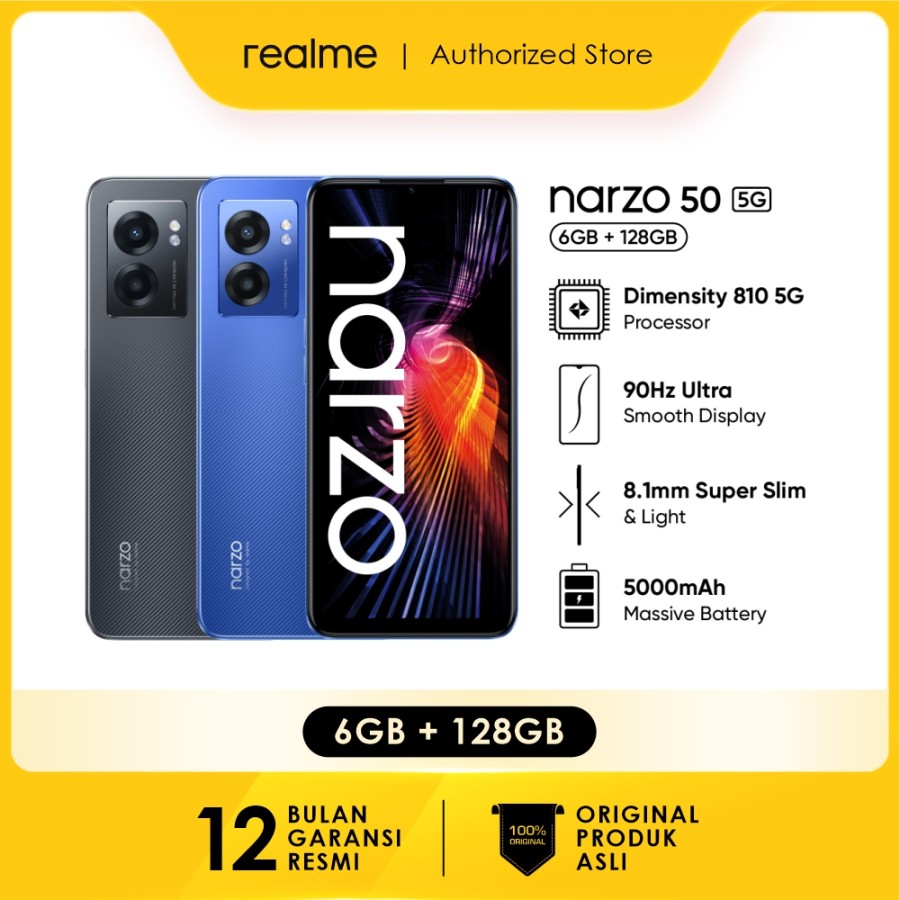 realme | Authorized Store
narzo 50 5G
6GB + 128GB
Dimensity 810 5G
Processor
90Hz Ultra
Smooth Display
8.1mm Super Slim
& Light
5000mAh
Massive Battery
narzo
narzo
narzo
6GB + 128GB
12 BULAN
GARANSI
RESMI
100%
ORIGINAL
ORIGINAL
PRODUK
ASLI